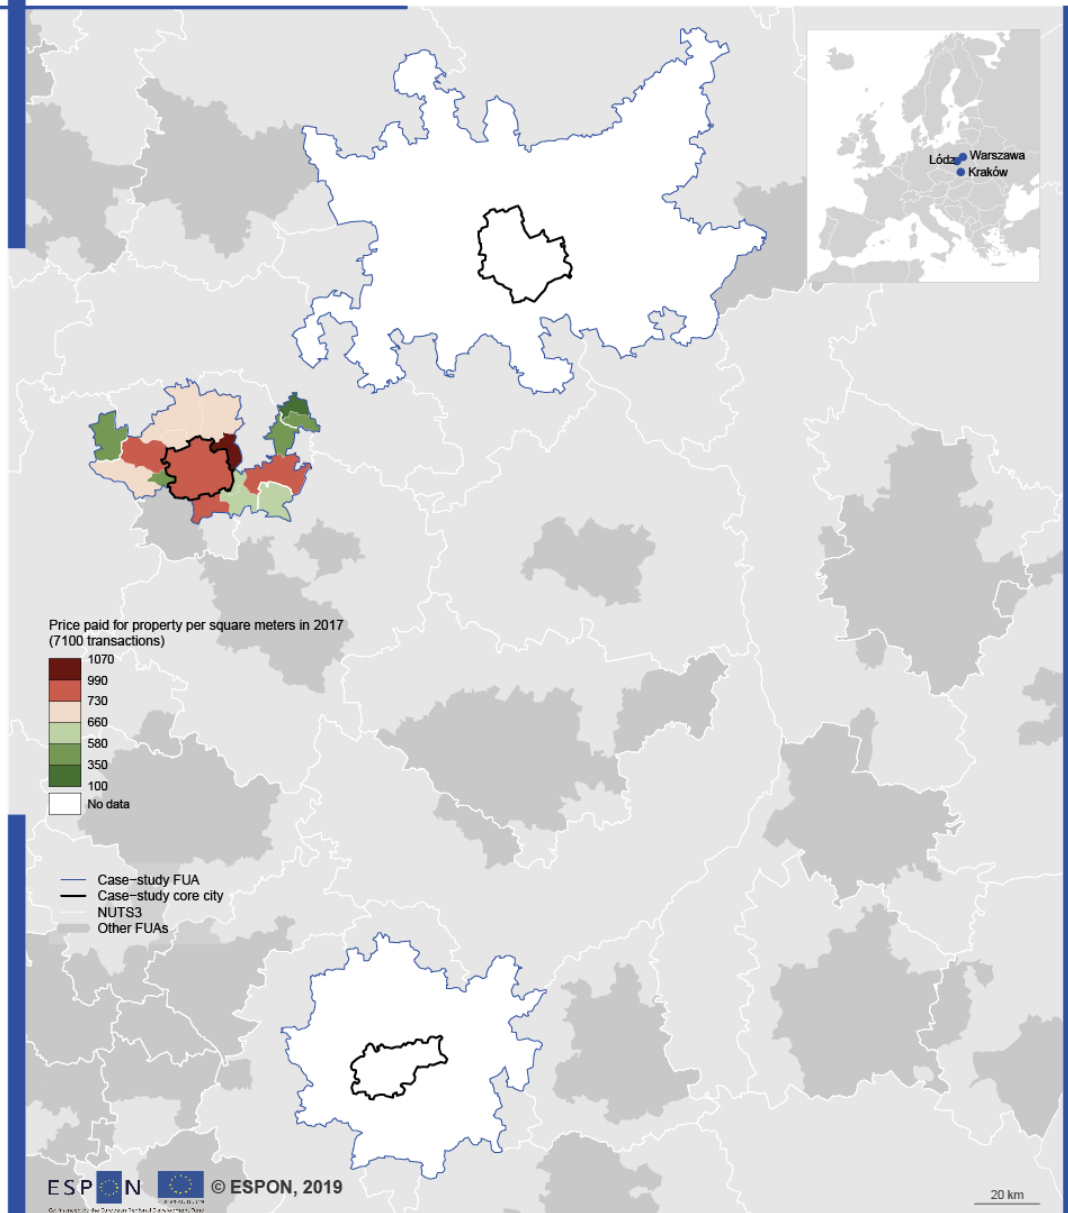 Lódz
Warszawa
Kraków
Price paid for property per square meters in 2017
(7100 transactions)
1070
990
730
660
580
350
100
No data
Case-study FUA
Case-study core city
NUTS3
Other FUAs
ESPON
© ESPON, 2019
20 km